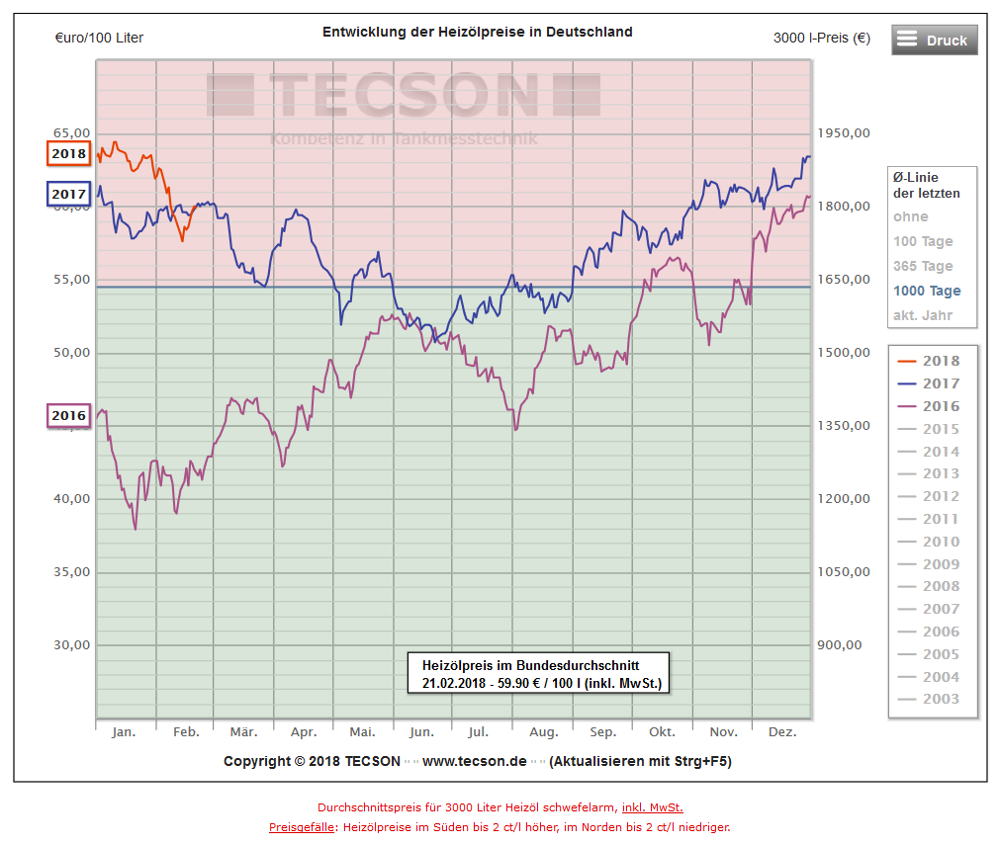 €uro/100 Liter
Entwicklung der Heizölpreise in Deutschland
3000 l-Preis (€)
Druck
TECSON
Kompetenz in Tankmesstechnik
65,00
1950,00
2018
2017
60,00
1800,00
Ø-Linie
der letzten
ohne
100 Tage
365 Tage
1000 Tage
akt. Jahr
55,00
1650,00
50,00
1500,00
2016
45,00
1350,00
40,00
1200,00
35,00
1050,00
30,00
900,00
2018
2017
2016
2015
2014
2013
2012
2011
2010
2009
2008
2007
2006
2005
2004
2003
Heizölpreis im Bundesdurchschnitt
21.02.2018 - 59.90 € / 100 l (inkl. MwSt.)
Jan. Feb. Mär. Apr. Mai. Jun. Jul. Aug. Sep. Okt. Nov. Dez.
Copyright © 2018 TECSON -- -- www.tecson.de -- -- (Aktualisieren mit Strg+F5)
Durchschnittspreis für 3000 Liter Heizöl schwefelarm, inkl. MwSt.
Preisgefälle: Heizölpreise im Süden bis 2 ct/l höher, im Norden bis 2 ct/l niedriger.